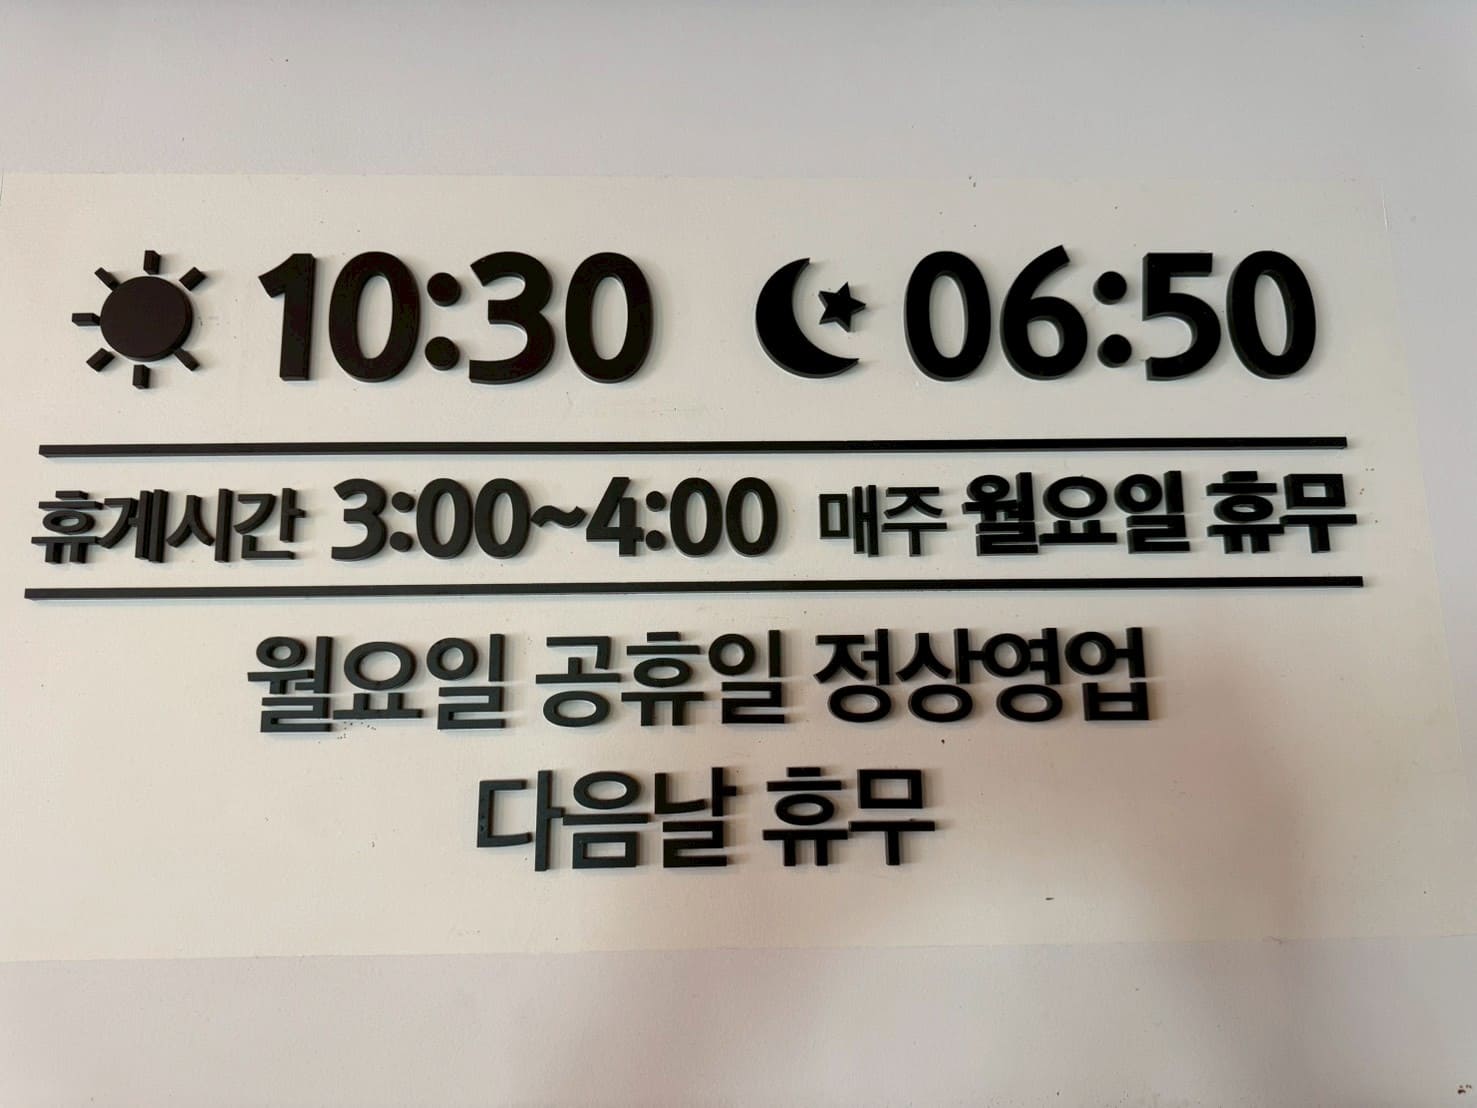 10:30 06:50
휴게시간 3:00~4:00 매주 월요일 휴무
월요일 공휴일 정상영업
다음날 휴무